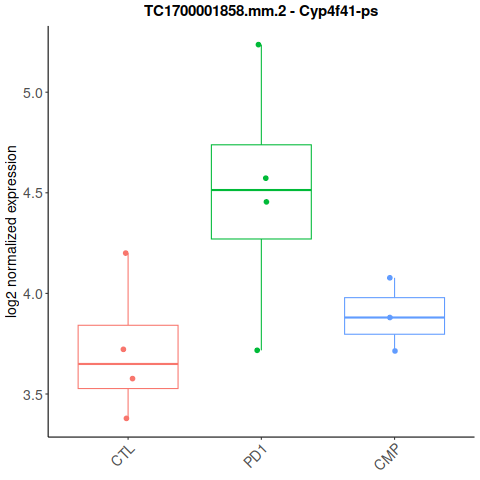 TC1700001858.mm.2 - Cyp4f41-ps
log2 normalized expression
5.0
4.5
4.0
3.5
CTL
PD1
CMP